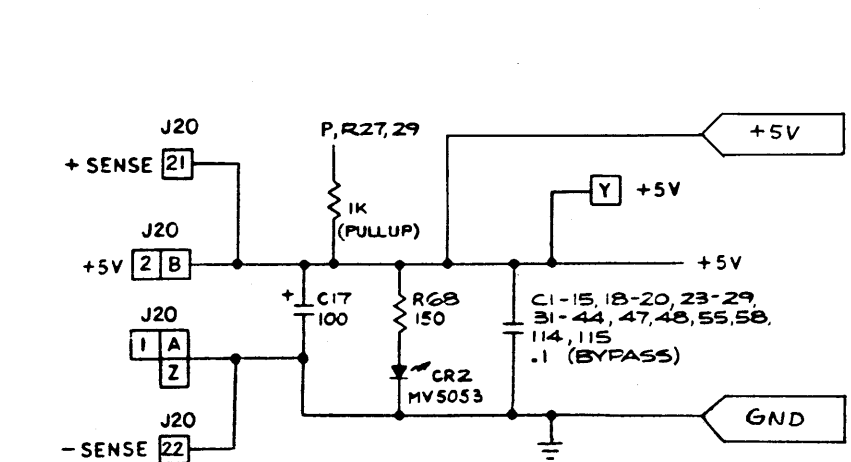 J20
P, R27, 29
+5V
+ SENSE 21
Y +5V
1K
(PULLUP)
J20
+5V 2 B
+5V
J20
1 A
Z
+ C17
100
R68
150
C1-15, 18-20, 23-29,
31-44, 47, 48, 55, 58,
114, 115
.1 (BYPASS)
CR2
MV5053
GND
J20
- SENSE 22